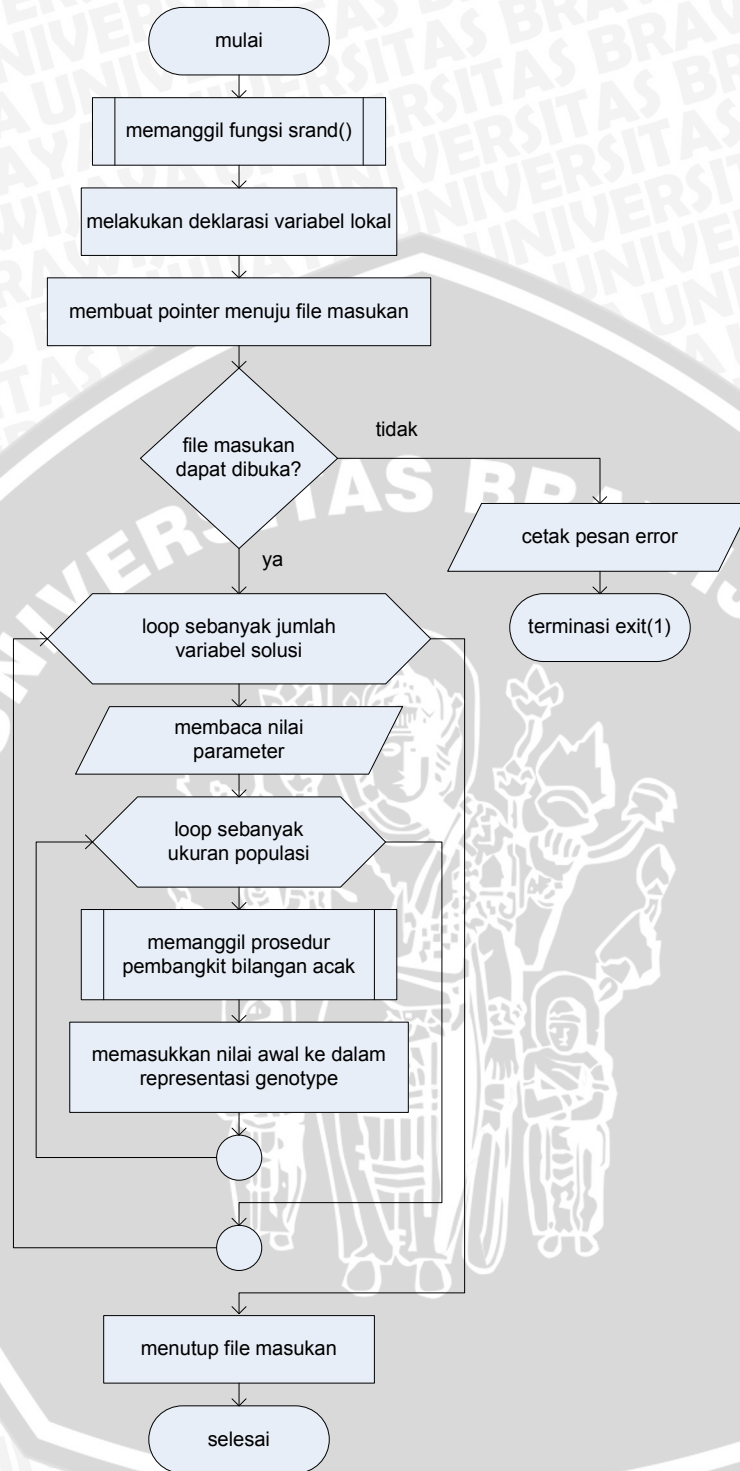 mulai
memanggil fungsi srand()
melakukan deklarasi variabel lokal
membuat pointer menuju file masukan
file masukan
dapat dibuka?
tidak
cetak pesan error
terminasi exit(1)
ya
loop sebanyak jumlah
variabel solusi
membaca nilai
parameter
loop sebanyak
ukuran populasi
memanggil prosedur
pembangkit bilangan acak
memasukkan nilai awal ke dalam
representasi genotype
menutup file masukan
selesai